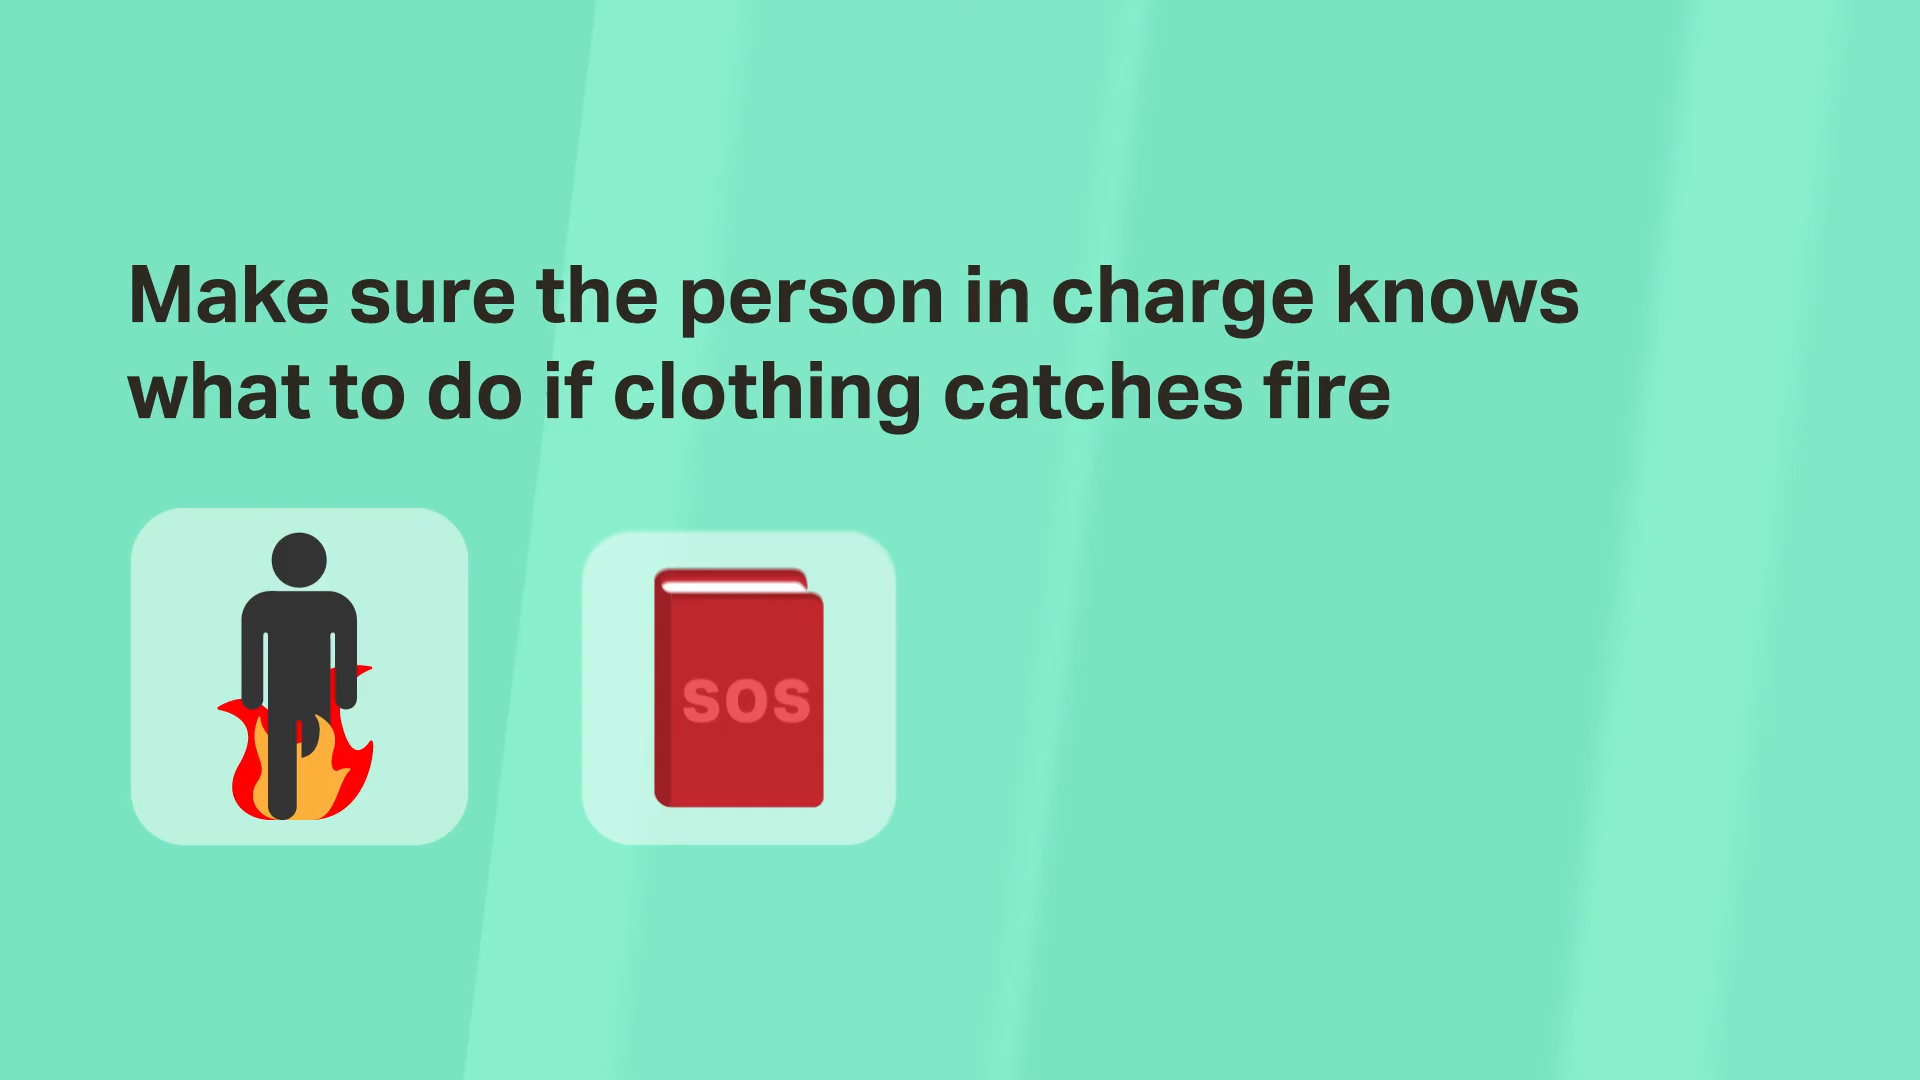 Make sure the person in charge knows
what to do if clothing catches fire
SOS